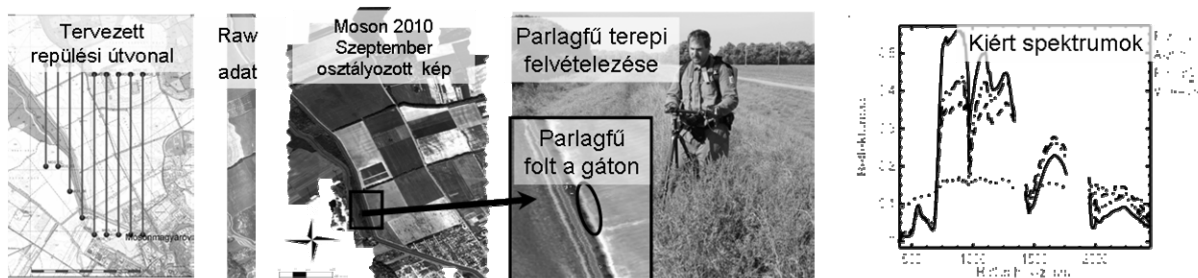 Tervezett
repülési útvonal
Raw
adat
Moson 2010
Szeptember
osztályozott kép
Parlagfű terepi
felvételezése
Parlagfű
folt a gáton
Kiért spektrumok
500
1000
1500
2000